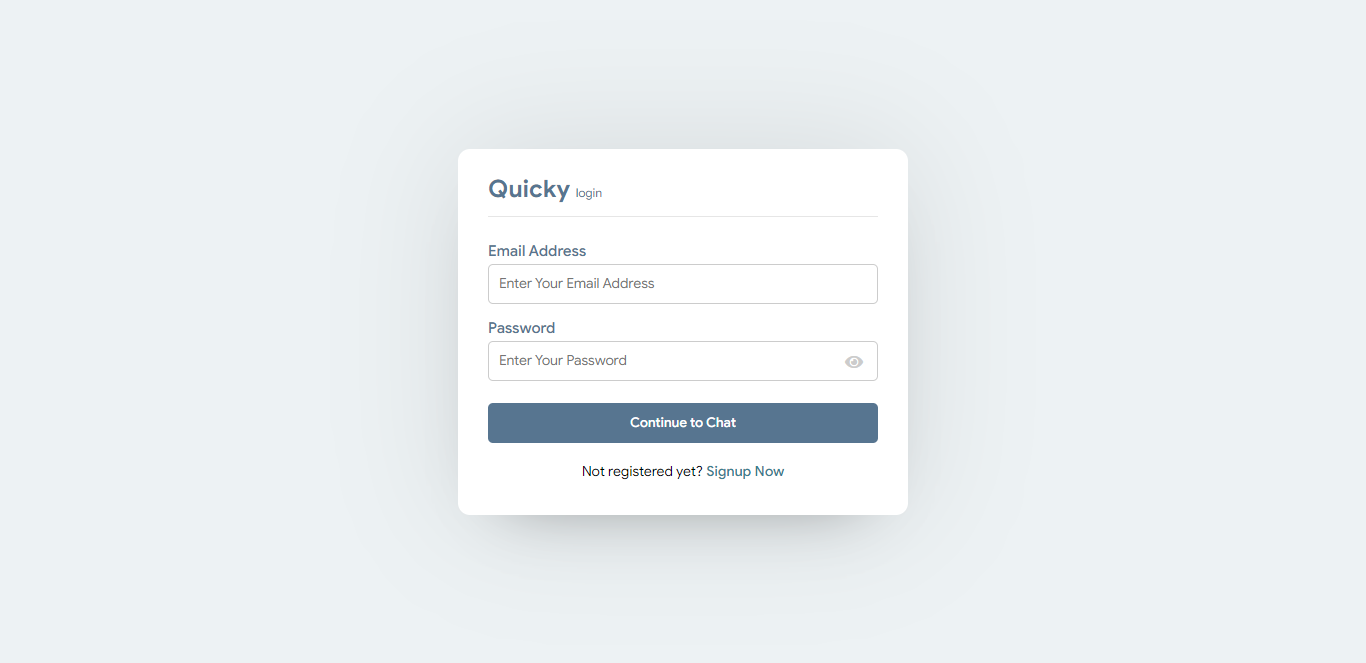 Quicky login
Email Address
Enter Your Email Address
Password
Enter Your Password
Continue to Chat
Not registered yet? Signup Now